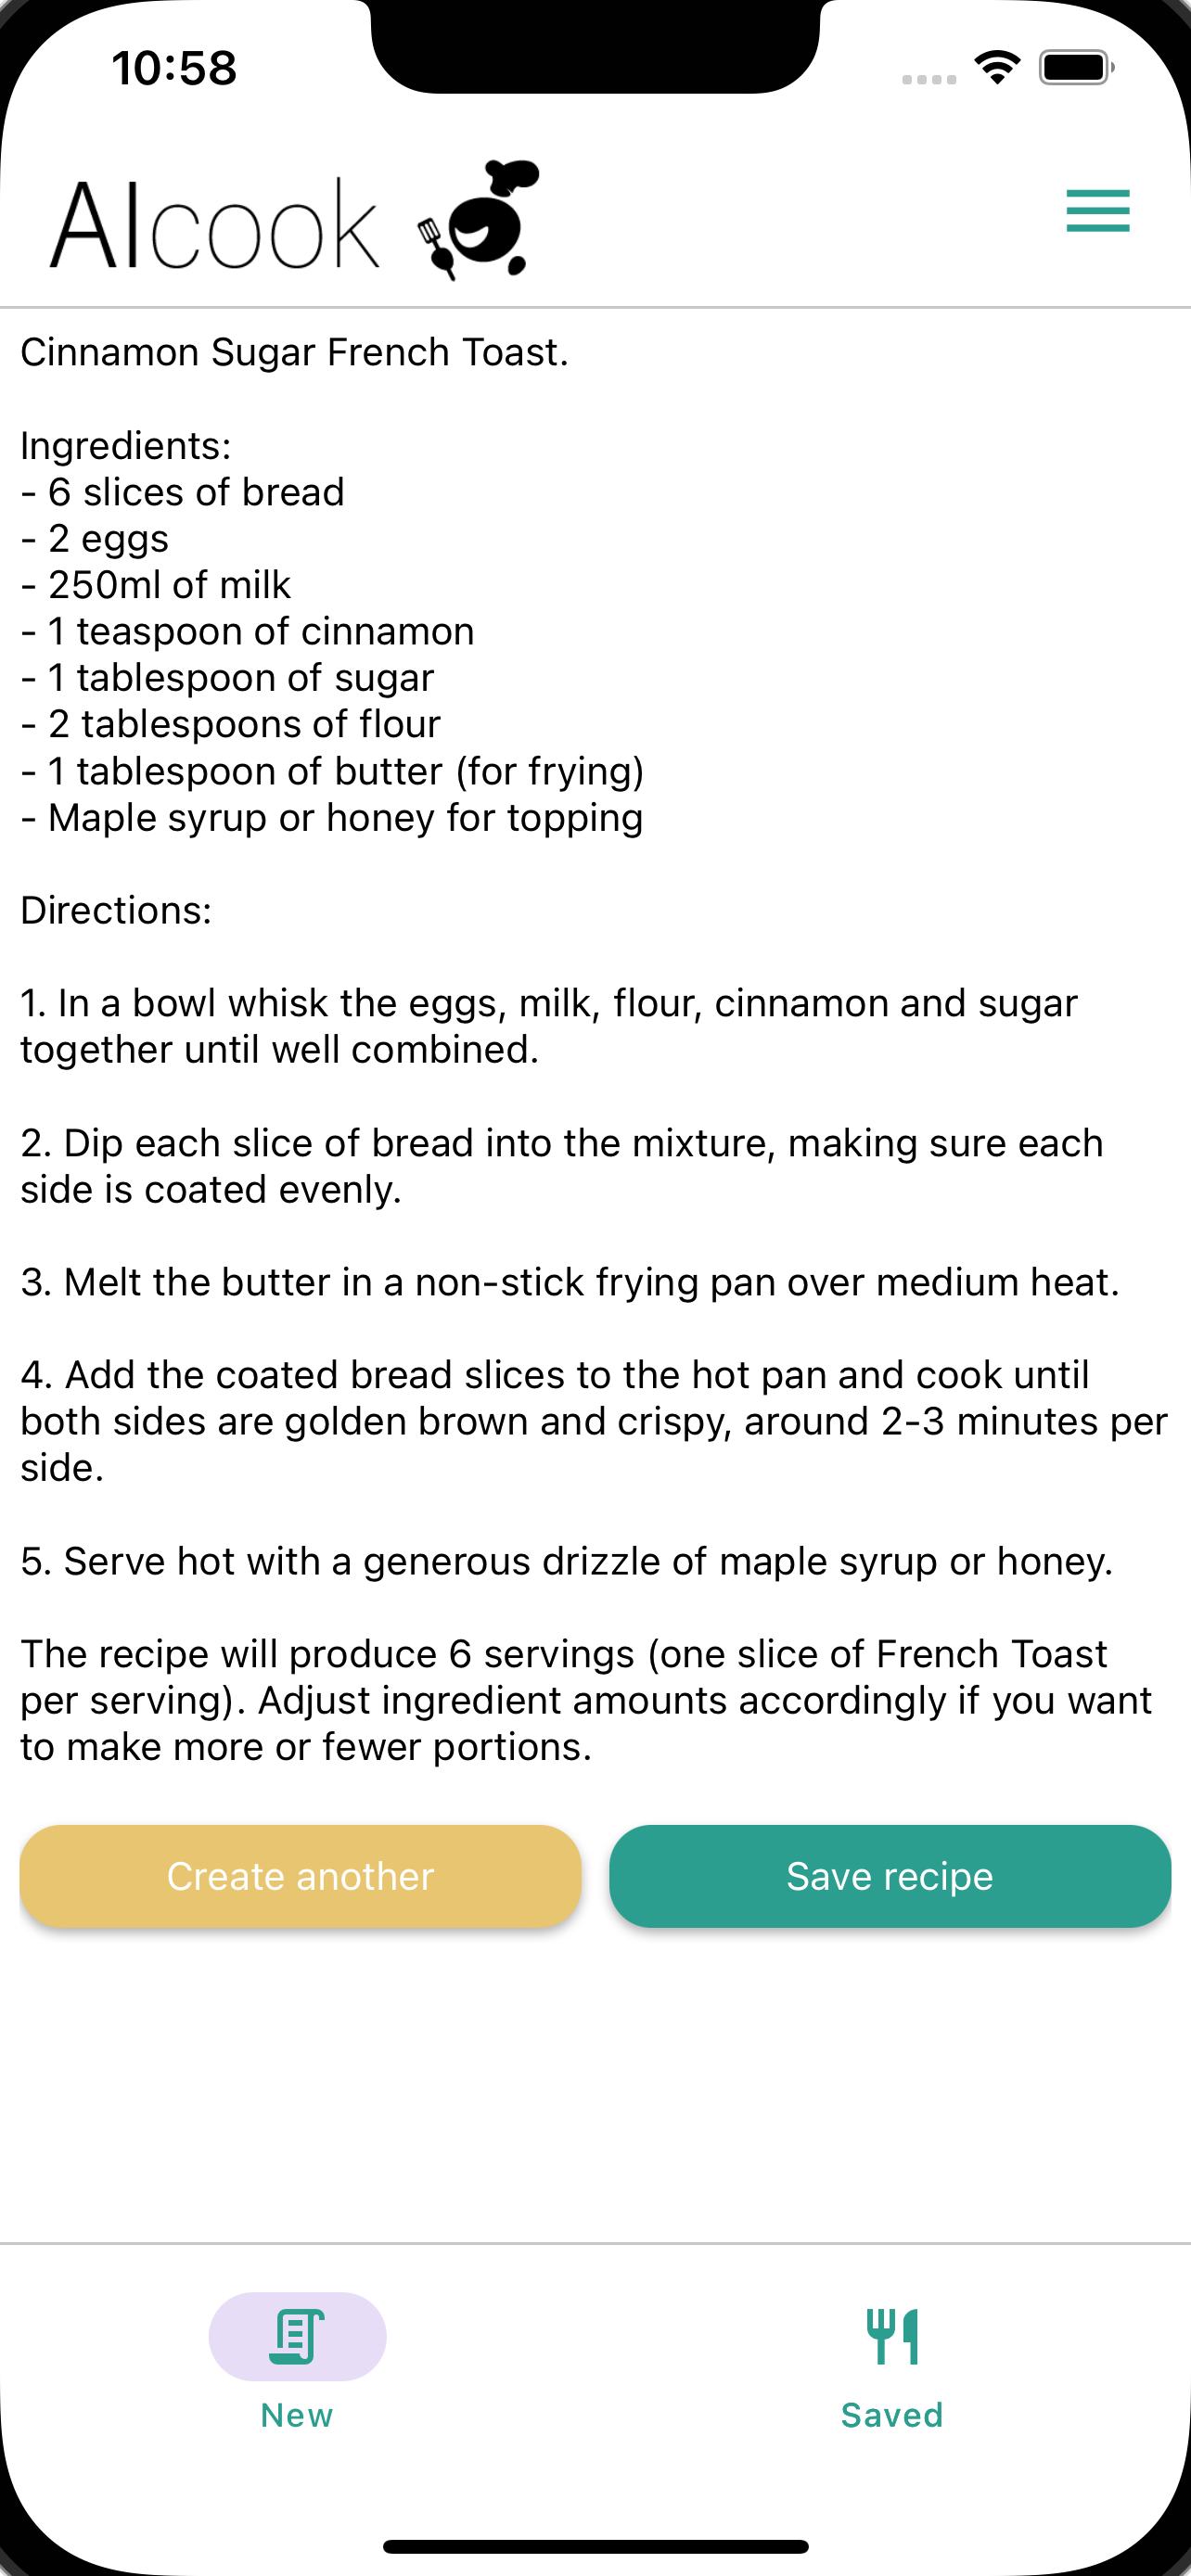 10:58
AIcook
Cinnamon Sugar French Toast.
Ingredients:
- 6 slices of bread
- 2 eggs
- 250ml of milk
- 1 teaspoon of cinnamon
- 1 tablespoon of sugar
- 2 tablespoons of flour
- 1 tablespoon of butter (for frying)
- Maple syrup or honey for topping
Directions:
1. In a bowl whisk the eggs, milk, flour, cinnamon and sugar
together until well combined.
2. Dip each slice of bread into the mixture, making sure each
side is coated evenly.
3. Melt the butter in a non-stick frying pan over medium heat.
4. Add the coated bread slices to the hot pan and cook until
both sides are golden brown and crispy, around 2-3 minutes per
side.
5. Serve hot with a generous drizzle of maple syrup or honey.
The recipe will produce 6 servings (one slice of French Toast
per serving). Adjust ingredient amounts accordingly if you want
to make more or fewer portions.
Create another
Save recipe
New
Saved